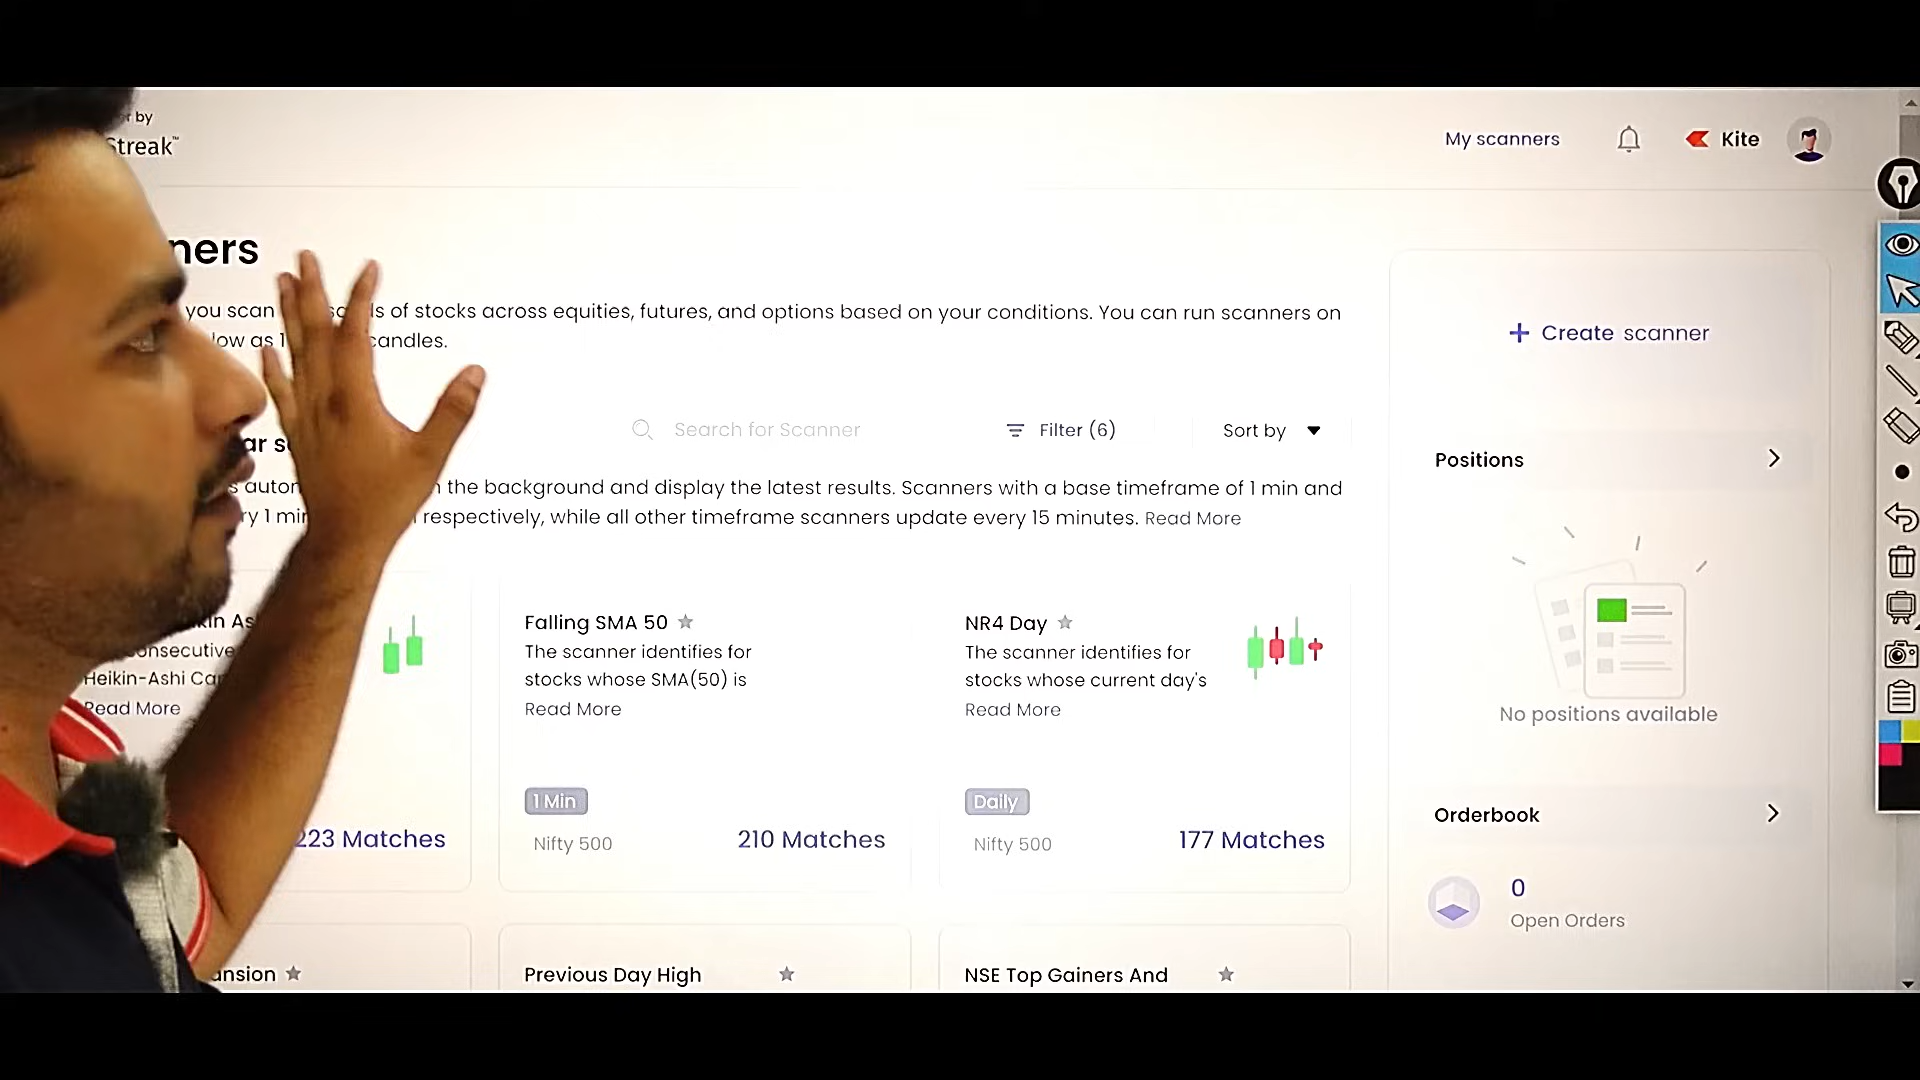 by
Streak™
My scanners
Kite
ners
you scan of stocks across equities, futures, and options based on your conditions. You can run scanners on
low as 1 candles.
Create scanner
Search for Scanner
Filter (6)
Sort by
Positions
the background and display the latest results. Scanners with a base timeframe of 1 min and
respectively, while all other timeframe scanners update every 15 minutes. Read More
consecutive
Heikin-Ashi
Read More
223 Matches
Falling SMA 50
The scanner identifies for
stocks whose SMA(50) is
Read More
1 Min
Nifty 500
210 Matches
NR4 Day
The scanner identifies for
stocks whose current day's
Read More
Daily
Nifty 500
177 Matches
No positions available
Orderbook
0
Open Orders
ansion
Previous Day High
NSE Top Gainers And